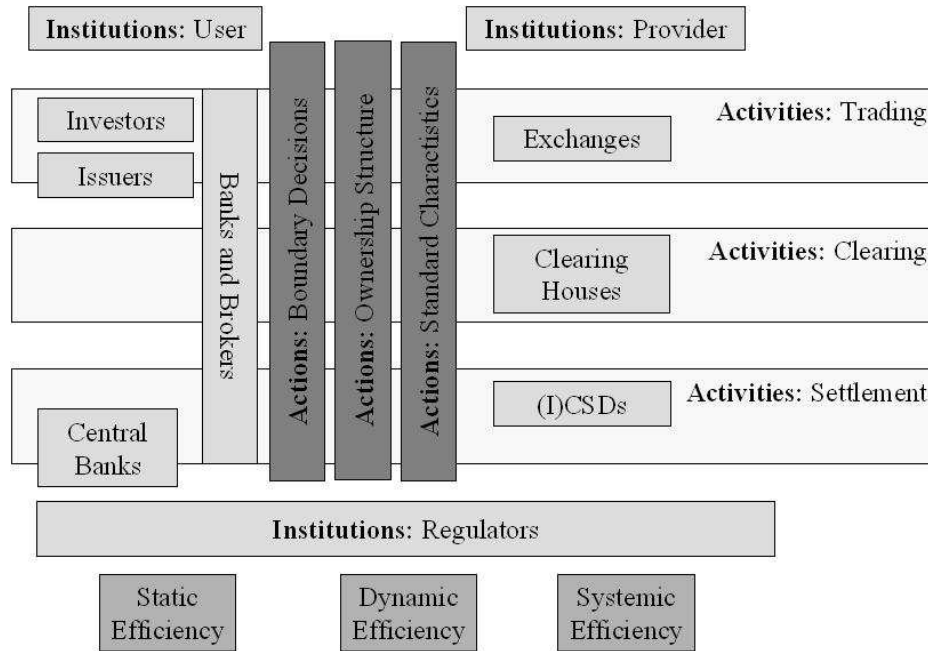 Institutions: User
Institutions: Provider
Investors
Issuers
Banks and Brokers
Actions: Boundary Decisions
Actions: Ownership Structure
Actions: Standard Charactistics
Activities: Trading
Exchanges
Activities: Clearing
Clearing
Houses
Activities: Settlement
(I)CSDs
Central
Banks
Institutions: Regulators
Static
Efficiency
Dynamic
Efficiency
Systemic
Efficiency